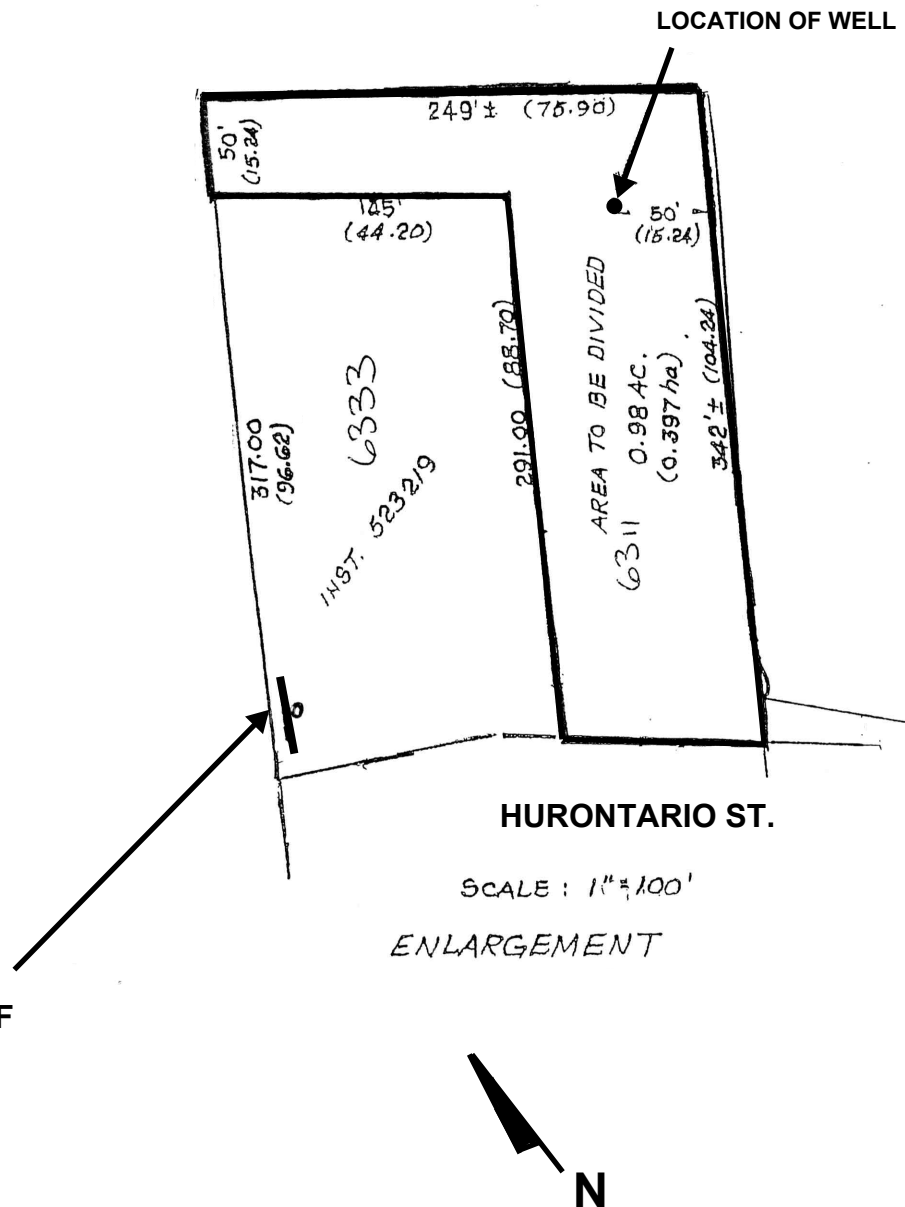 LOCATION OF WELL
249'± (75.90)
50'
(15.24)
145'
(44.20)
50'
(15.24)
317.00
(96.62)
6333
INST. 523219
291.00 (88.70)
AREA TO BE DIVIDED
6311
0.98 AC.
(0.397 ha)
342'± (104.24)
HURONTARIO ST.
SCALE : 1"=100'
ENLARGEMENT
F
N